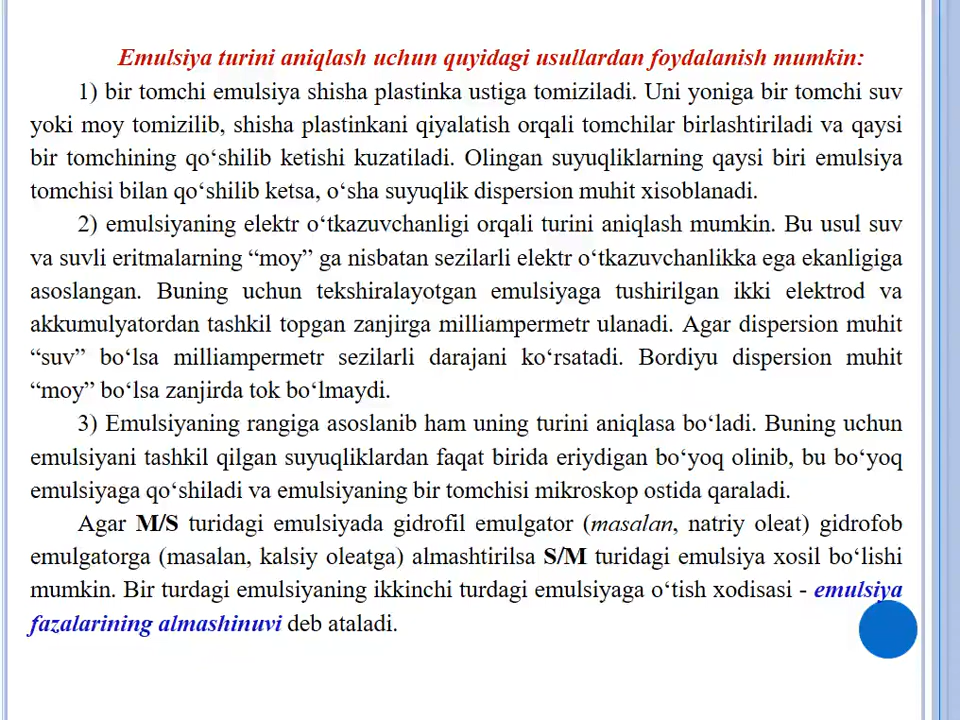 Emulsiya turini aniqlash uchun quyidagi usullardan foydalanish mumkin:
1) bir tomchi emulsiya shisha plastinka ustiga tomiziladi. Uni yoniga bir tomchi suv
yoki moy tomizilib, shisha plastinkani qiyalatish orqali tomchilar birlashtiriladi va qaysi
bir tomchining qo‘shilib ketishi kuzatiladi. Olingan suyuqliklarning qaysi biri emulsiya
tomchisi bilan qo‘shilib ketsa, o‘sha suyuqlik dispersion muhit xisoblanadi.
2) emulsiyaning elektr o‘tkazuvchanligi orqali turini aniqlash mumkin. Bu usul suv
va suvli eritmalarning “moy” ga nisbatan sezilarli elektr o‘tkazuvchanlikka ega ekanligiga
asoslangan. Buning uchun tekshiralayotgan emulsiyaga tushirilgan ikki elektrod va
akkumulyatordan tashkil topgan zanjirga milliampermetr ulanadi. Agar dispersion muhit
“suv” bo‘lsa milliampermetr sezilarli darajani ko‘rsatadi. Bordiyu dispersion muhit
“moy” bo‘lsa zanjirda tok bo‘lmaydi.
3) Emulsiyaning rangiga asoslanib ham uning turini aniqlasa bo‘ladi. Buning uchun
emulsiyani tashkil qilgan suyuqliklardan faqat birida eriydigan bo‘yoq olinib, bu bo‘yoq
emulsiyaga qo‘shiladi va emulsiyaning bir tomchisi mikroskop ostida qaraladi.
Agar M/S turidagi emulsiyada gidrofil emulgator (masalan, natriy oleat) gidrofob
emulgatorga (masalan, kalsiy oleatga) almashtirilsa S/M turidagi emulsiya xosil bo‘lishi
mumkin. Bir turdagi emulsiyaning ikkinchi turdagi emulsiyaga o‘tish xodisasi - emulsiya
fazalarining almashinuvi deb ataladi.